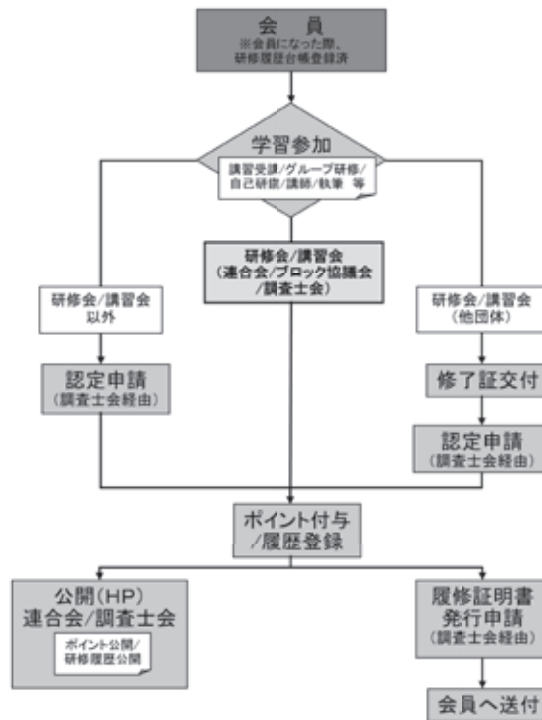 会　員
※会員になった際、
研修履歴台帳登録済
学習参加
講習受講/グループ研修/
自己研鑽/講師/執筆 等
研修会/講習会
(連合会/ブロック協議会
/調査士会)
研修会/講習会
以外
研修会/講習会
(他団体)
認定申請
(調査士会経由)
修了証交付
認定申請
(調査士会経由)
ポイント付与
/履歴登録
公開(HP)
連合会/調査士会
ポイント公開/
研修履歴公開
履修証明書
発行申請
(調査士会経由)
会員へ送付